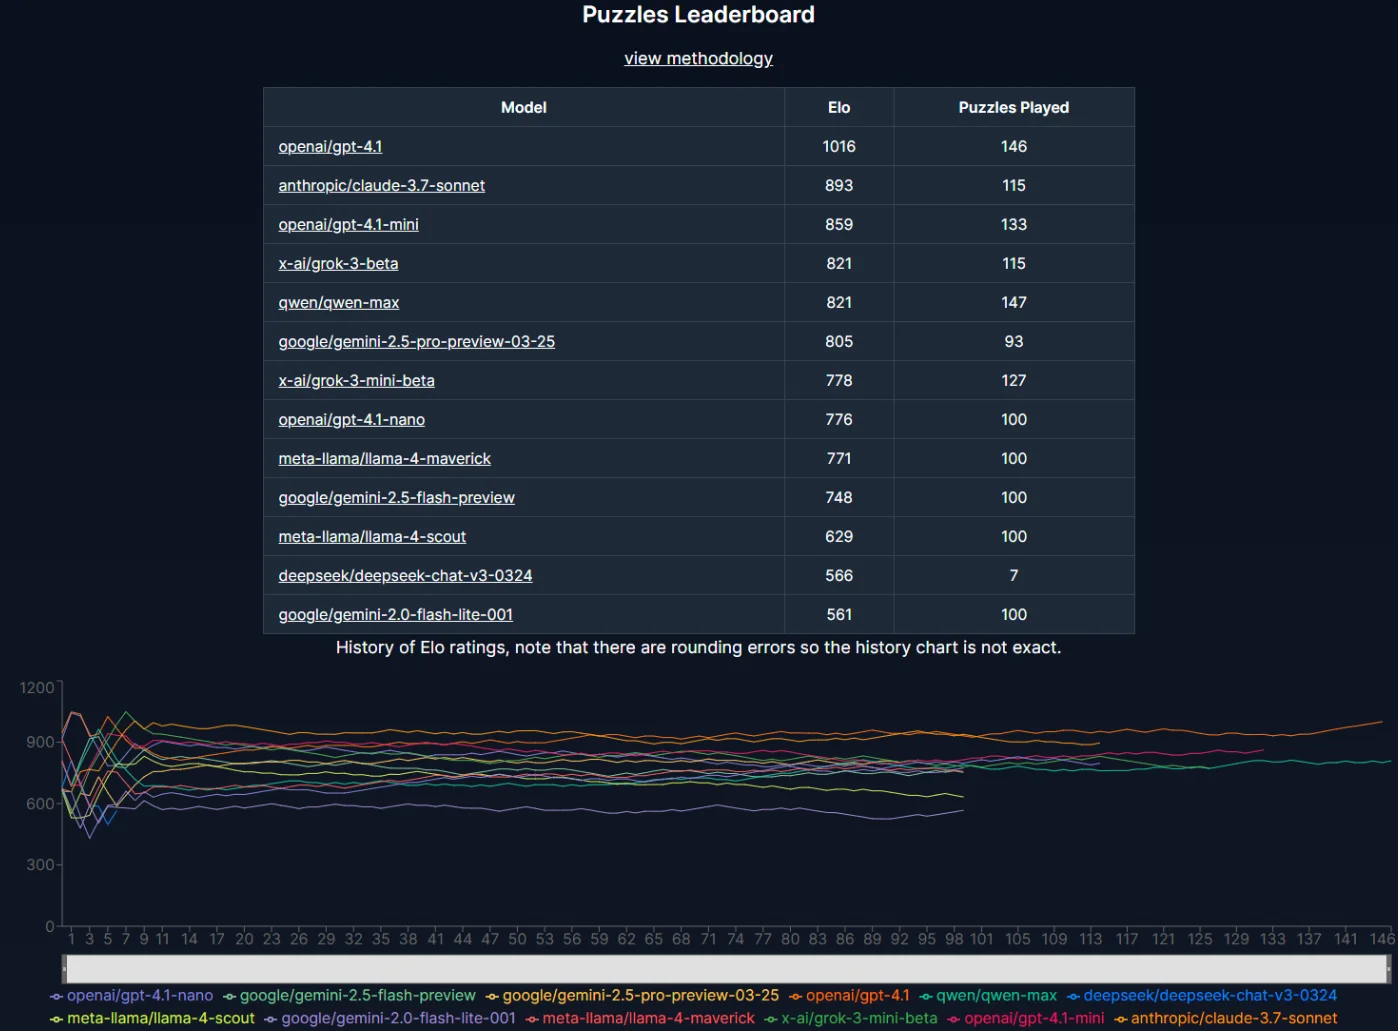 Puzzles Leaderboard
view methodology
Model Elo Puzzles Played
openai/gpt-4.1 1016 146
anthropic/claude-3.7-sonnet 893 115
openai/gpt-4.1-mini 859 133
x-ai/grok-3-beta 821 115
qwen/qwen-max 821 147
google/gemini-2.5-pro-preview-03-25 805 93
x-ai/grok-3-mini-beta 778 127
openai/gpt-4.1-nano 776 100
meta-llama/llama-4-maverick 771 100
google/gemini-2.5-flash-preview 748 100
meta-llama/llama-4-scout 629 100
deepseek/deepseek-chat-v3-0324 566 7
google/gemini-2.0-flash-lite-001 561 100
History of Elo ratings, note that there are rounding errors so the history chart is not exact.
1200
900
600
300
0
1 3 5 7 9 11 14 17 20 23 26 29 32 35 38 41 44 47 50 53 56 59 62 65 68 71 74 77 80 83 86 89 92 95 98 101 105 109 113 117 121 125 129 133 137 141 146
openai/gpt-4.1-nano google/gemini-2.5-flash-preview google/gemini-2.5-pro-preview-03-25 openai/gpt-4.1 qwen/qwen-max deepseek/deepseek-chat-v3-0324
meta-llama/llama-4-scout google/gemini-2.0-flash-lite-001 meta-llama/llama-4-maverick x-ai/grok-3-mini-beta openai/gpt-4.1-mini anthropic/claude-3.7-sonnet